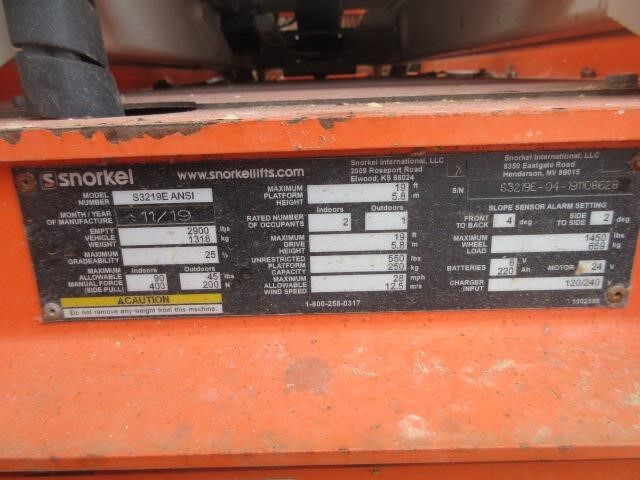 snorkel
www.snorkellifts.com
Snorkel International, LLC
2009 Roseport Road
Elwood, KS 66024
X
Snorkel International, LLC
8350 Eastgate Road
Henderson, NV 89015
MODEL NUMBER S3219E ANSI
MONTH / YEAR OF MANUFACTURE 11/19
EMPTY VEHICLE WEIGHT 2900 lbs 1318 kg
MAXIMUM GRADEABILITY 25 %
MAXIMUM ALLOWABLE MANUAL FORCE (SIDE-PULL)
Indoors Outdoors
90 45 lbs
400 200 N
CAUTION
Do not remove any weight from this machine.
MAXIMUM PLATFORM HEIGHT 19 ft 5.8 m
RATED NUMBER OF OCCUPANTS
Indoors Outdoors
2 1
MAXIMUM DRIVE HEIGHT 19 ft 5.8 m
UNRESTRICTED PLATFORM CAPACITY 550 lbs 250 kg
MAXIMUM ALLOWABLE WIND SPEED 28 mph 12.5 m/s
1-800-255-0317
S/N S3219E-04-191108628
SLOPE SENSOR ALARM SETTING
FRONT TO BACK 4 deg SIDE TO SIDE 2 deg
MAXIMUM WHEEL LOAD 1450 lbs 659 kg
BATTERIES 6 V 220 Ah MOTOR 24 V
CHARGER INPUT 120/240 V